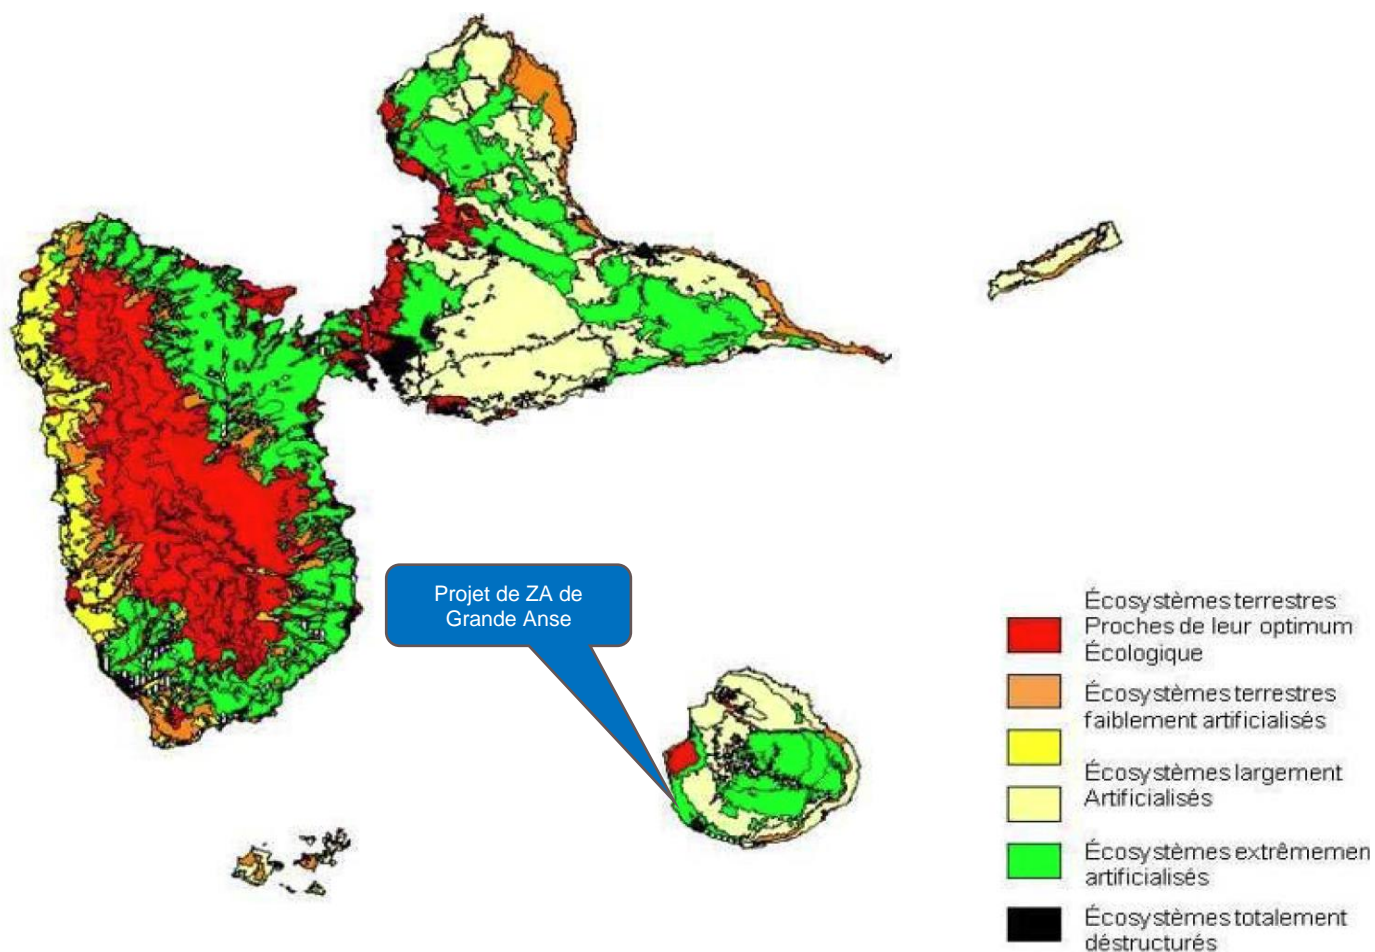 Projet de ZA de
Grande Anse
Écosystèmes terrestres
Proches de leur optimum
Écologique
Écosystèmes terrestres
faiblement artificialisés
Écosystèmes largement
Artificialisés
Écosystèmes extrêmemen
artificialisés
Écosystèmes totalement
déstructurés